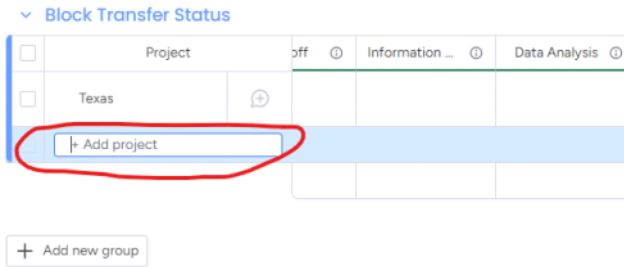 Block Transfer Status
Project off Information ... Data Analysis
Texas
+ Add project
+ Add new group